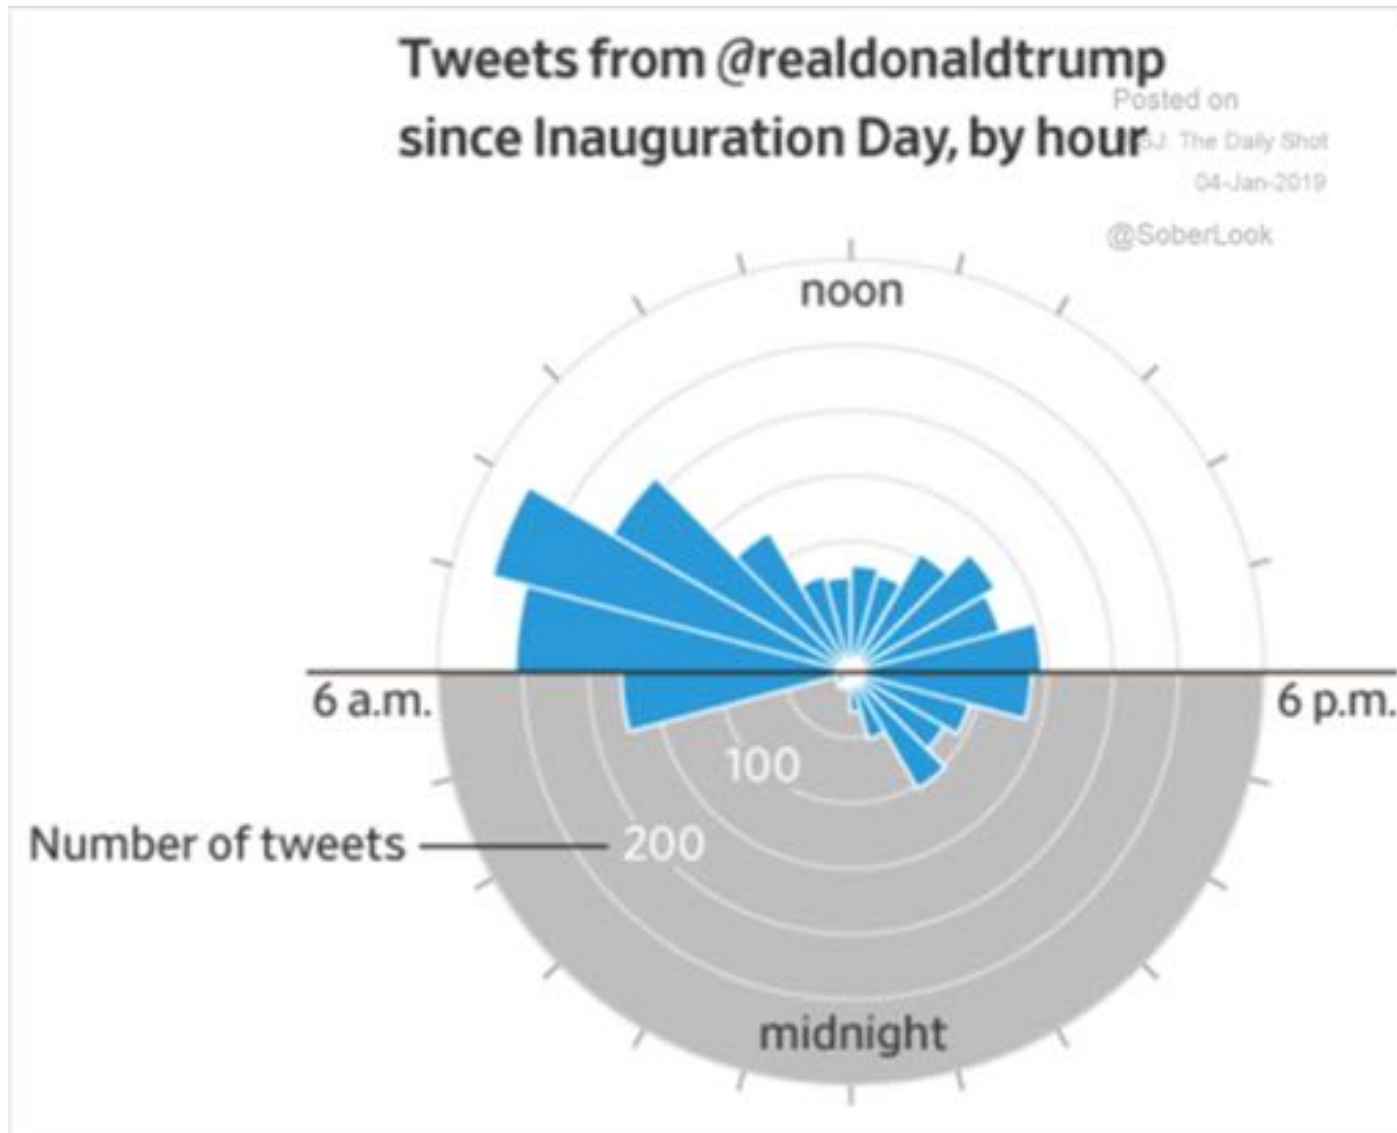 Tweets from @realdonaldtrump
since Inauguration Day, by hour
Posted on
The Daily Shot
04-Jan-2019
@SoberLook
noon
6 a.m.
6 p.m.
100
Number of tweets
200
midnight